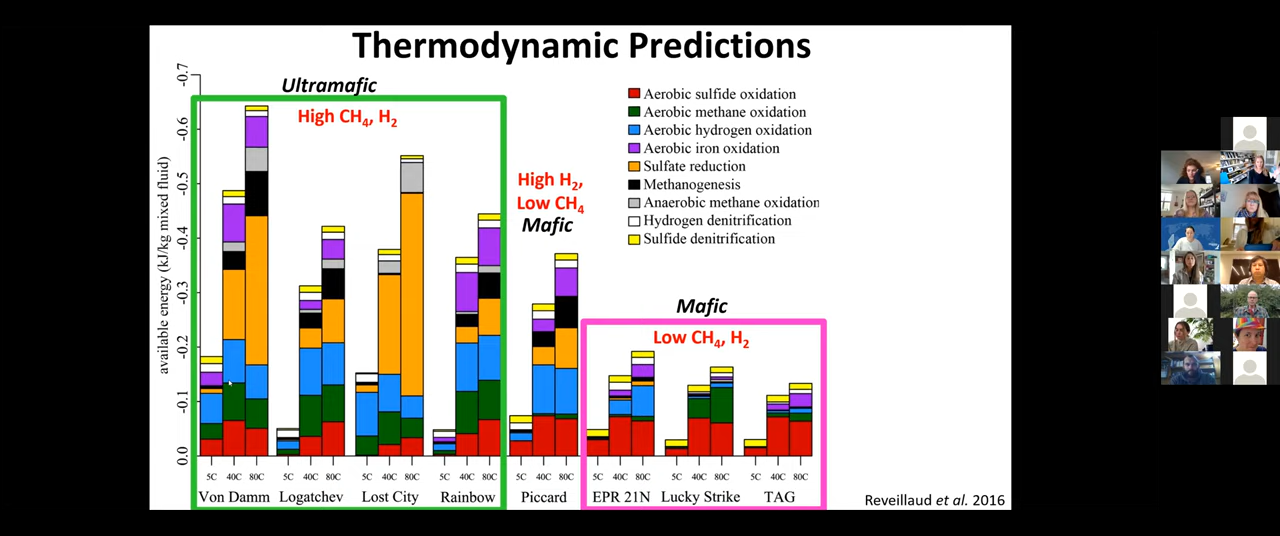 Thermodynamic Predictions
Ultramafic
High CH₄, H₂
High H₂,
Low CH₄
Mafic
Mafic
Low CH₄, H₂
Aerobic sulfide oxidation
Aerobic methane oxidation
Aerobic hydrogen oxidation
Aerobic iron oxidation
Sulfate reduction
Methanogenesis
Anaerobic methane oxidation
Hydrogen denitrification
Sulfide denitrification
available energy (kJ/kg mixed fluid)
-0.7
-0.6
-0.5
-0.4
-0.3
-0.2
-0.1
0.0
5C 40C 80C 5C 40C 80C 5C 40C 80C 5C 40C 80C 5C 40C 80C 5C 40C 80C 5C 40C 80C 5C 40C 80C
Von Damm Logatchev Lost City Rainbow Piccard EPR 21N Lucky Strike TAG
Reveillaud et al. 2016